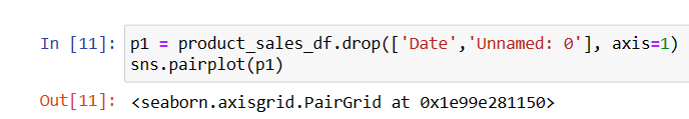 In [11]: p1 = product_sales_df.drop(['Date','Unnamed: 0'], axis=1)
sns.pairplot(p1)
Out[11]: <seaborn.axisgrid.PairGrid at 0x1e99e281150>